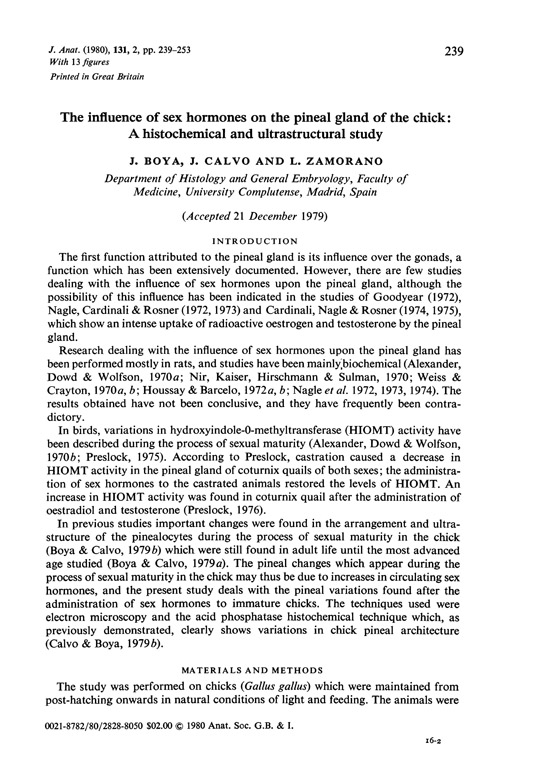 J. Anat. (1980), 131, 2, pp. 239–253
239
With 13 figures
Printed in Great Britain
The influence of sex hormones on the pineal gland of the chick:
A histochemical and ultrastructural study
J. BOYA, J. CALVO AND L. ZAMORANO
Department of Histology and General Embryology, Faculty of
Medicine, University Complutense, Madrid, Spain
(Accepted 21 December 1979)
INTRODUCTION
The first function attributed to the pineal gland is its influence over the gonads, a
function which has been extensively documented. However, there are few studies
dealing with the influence of sex hormones upon the pineal gland, although the
possibility of this influence has been indicated in the studies of Goodyear (1972),
Nagle, Cardinali & Rosner (1972, 1973) and Cardinali, Nagle & Rosner (1974, 1975),
which show an intense uptake of radioactive oestrogen and testosterone by the pineal
gland.
Research dealing with the influence of sex hormones upon the pineal gland has
been performed mostly in rats, and studies have been mainly biochemical (Alexander,
Dowd & Wolfson, 1970a; Nir, Kaiser, Hirschmann & Sulman, 1970; Weiss &
Crayton, 1970a, b; Houssay & Barcelo, 1972a, b; Nagle et al. 1972, 1973, 1974). The
results obtained have not been conclusive, and they have frequently been contra-
dictory.
In birds, variations in hydroxyindole-0-methyltransferase (HIOMT) activity have
been described during the process of sexual maturity (Alexander, Dowd & Wolfson,
1970b; Preslock, 1975). According to Preslock, castration caused a decrease in
HIOMT activity in the pineal gland of coturnix quails of both sexes; the administra-
tion of sex hormones to the castrated animals restored the levels of HIOMT. An
increase in HIOMT activity was found in coturnix quail after the administration of
oestradiol and testosterone (Preslock, 1976).
In previous studies important changes were found in the arrangement and ultra-
structure of the pinealocytes during the process of sexual maturity in the chick
(Boya & Calvo, 1979b) which were still found in adult life until the most advanced
age studied (Boya & Calvo, 1979a). The pineal changes which appear during the
process of sexual maturity in the chick may thus be due to increases in circulating sex
hormones, and the present study deals with the pineal variations found after the
administration of sex hormones to immature chicks. The techniques used were
electron microscopy and the acid phosphatase histochemical technique which, as
previously demonstrated, clearly shows variations in chick pineal architecture
(Calvo & Boya, 1979b).
MATERIALS AND METHODS
The study was performed on chicks (Gallus gallus) which were maintained from
post-hatching onwards in natural conditions of light and feeding. The animals were
0021-8782/80/2828-8050 $02.00 © 1980 Anat. Soc. G.B. & I.
16-2